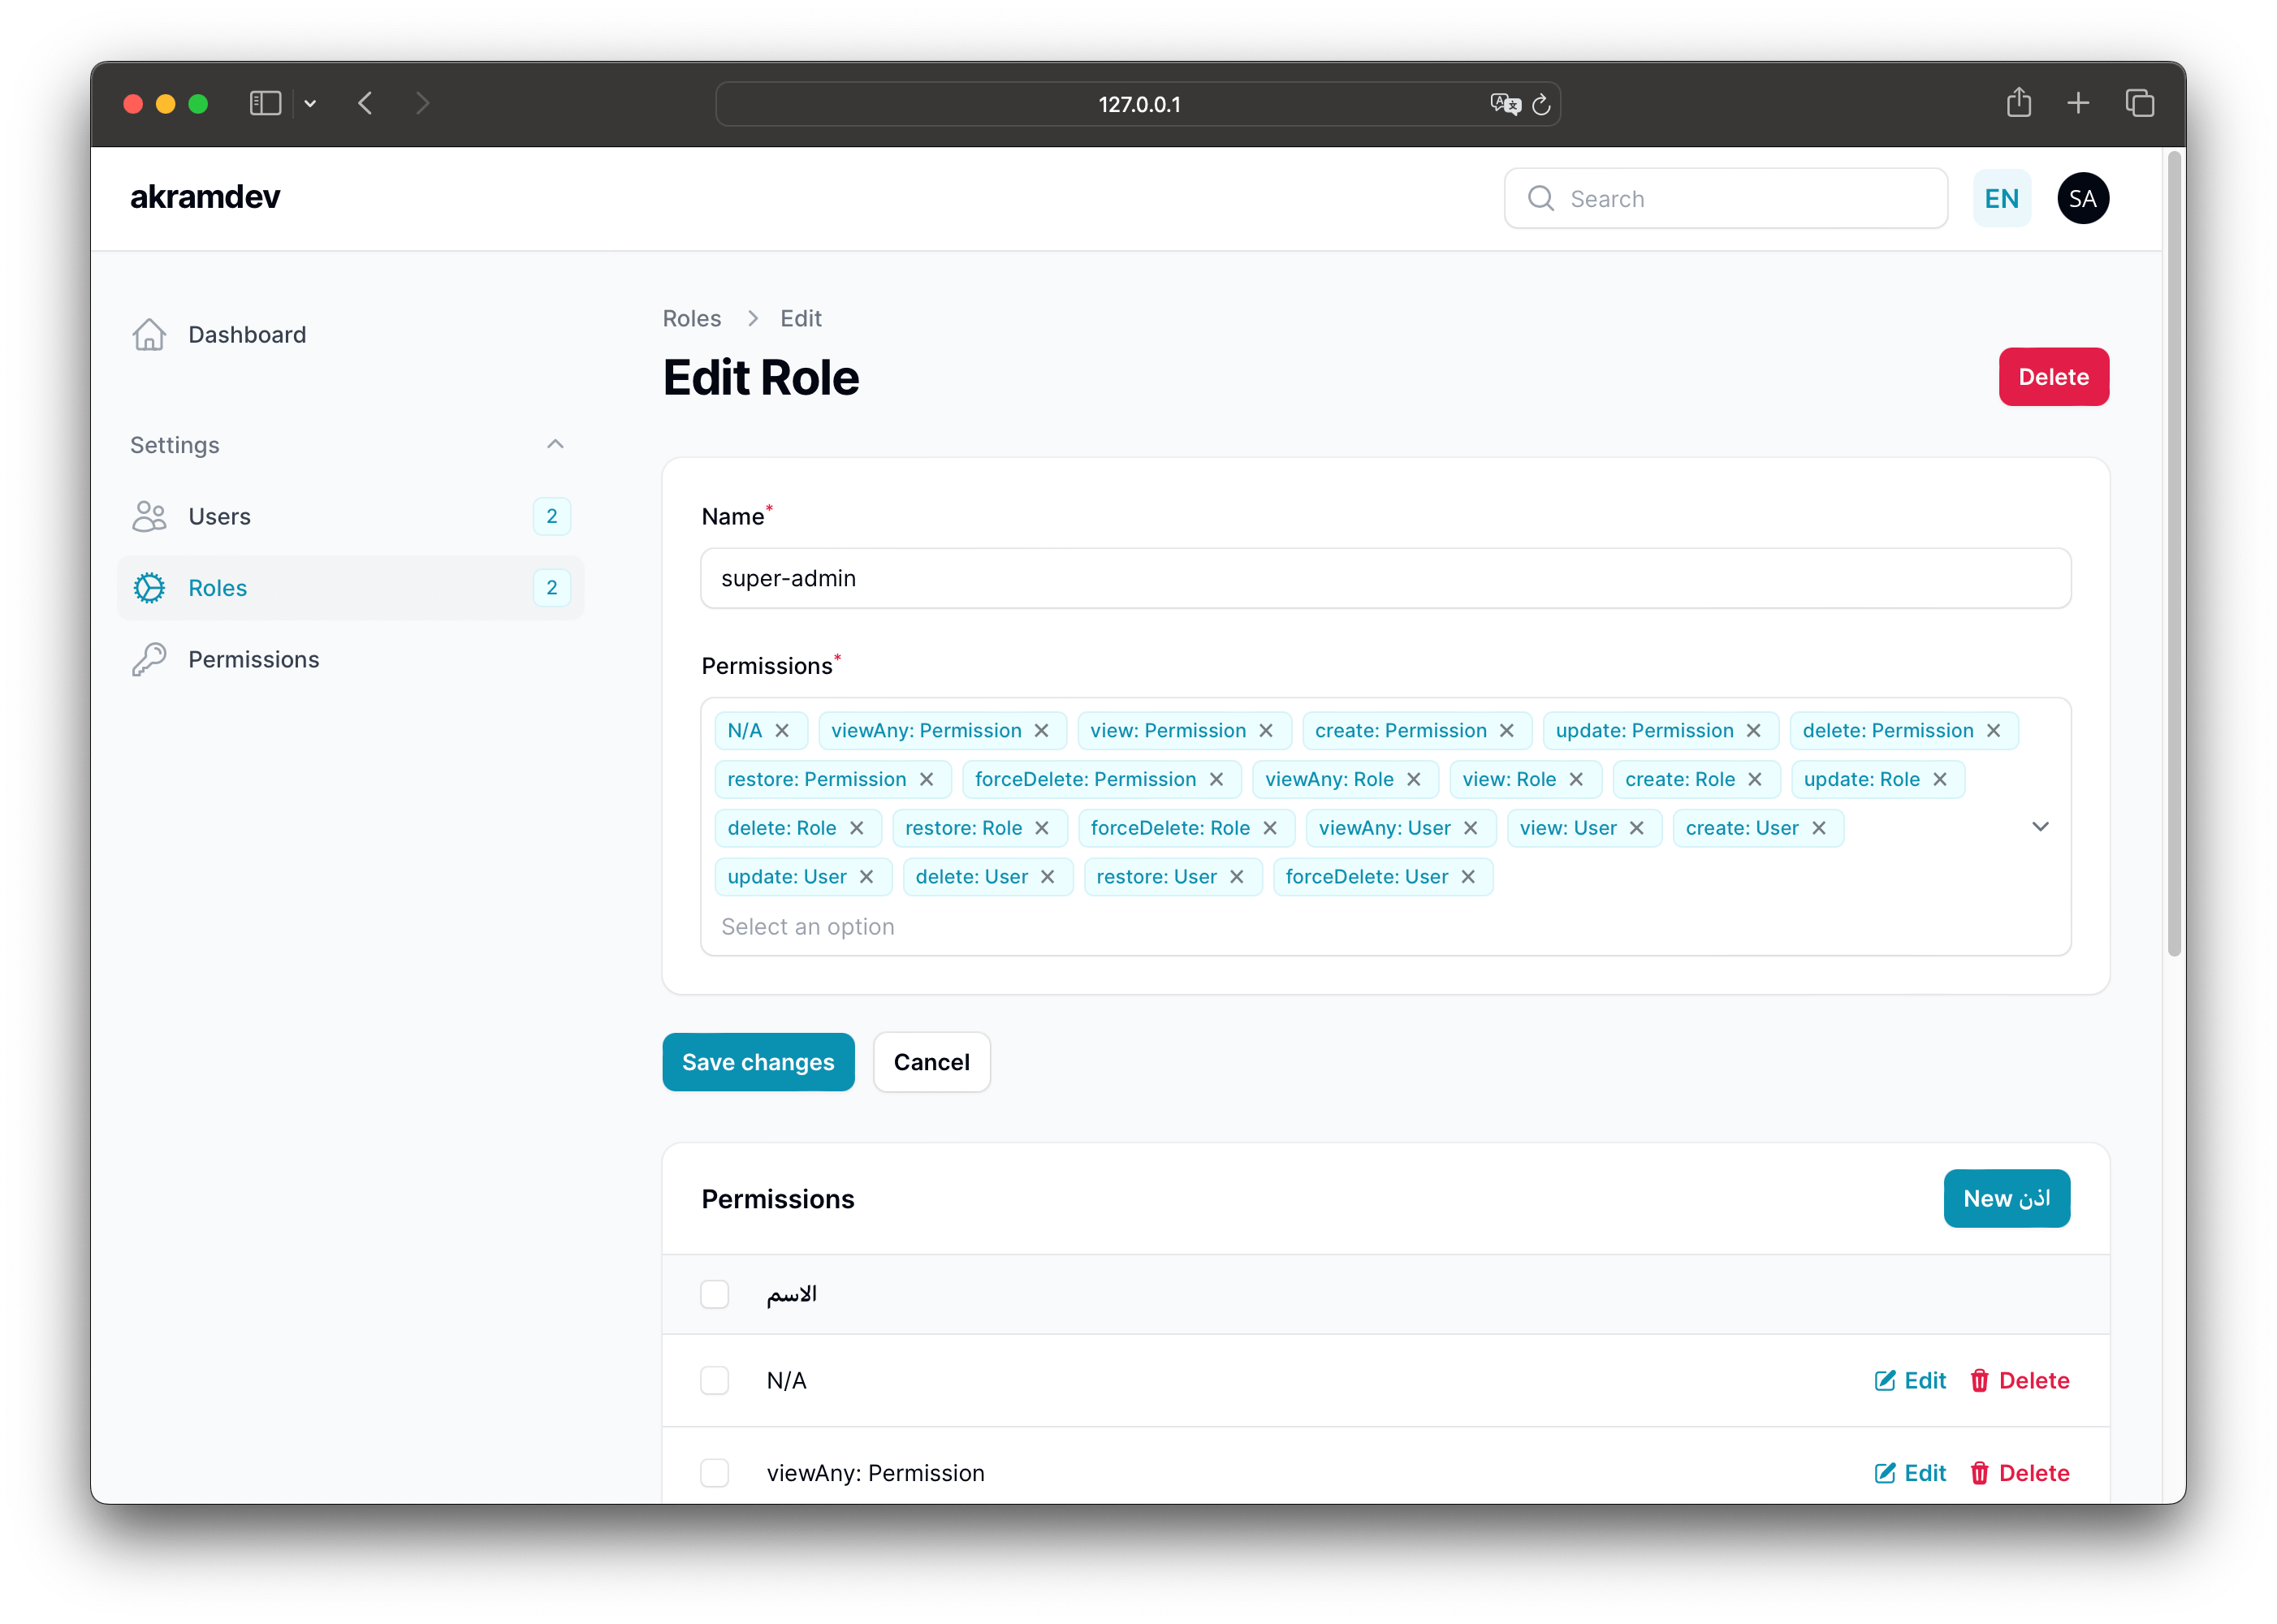 127.0.0.1
akramdev
Search
EN
SA
Dashboard
Settings
Users 2
Roles 2
Permissions
Roles > Edit
Edit Role
Delete
Name*
super-admin
Permissions*
N/A viewAny: Permission view: Permission create: Permission update: Permission delete: Permission
restore: Permission forceDelete: Permission viewAny: Role view: Role create: Role update: Role
delete: Role restore: Role forceDelete: Role viewAny: User view: User create: User
update: User delete: User restore: User forceDelete: User
Select an option
Save changes Cancel
Permissions
New اذن
الاسم
N/A Edit Delete
viewAny: Permission Edit Delete